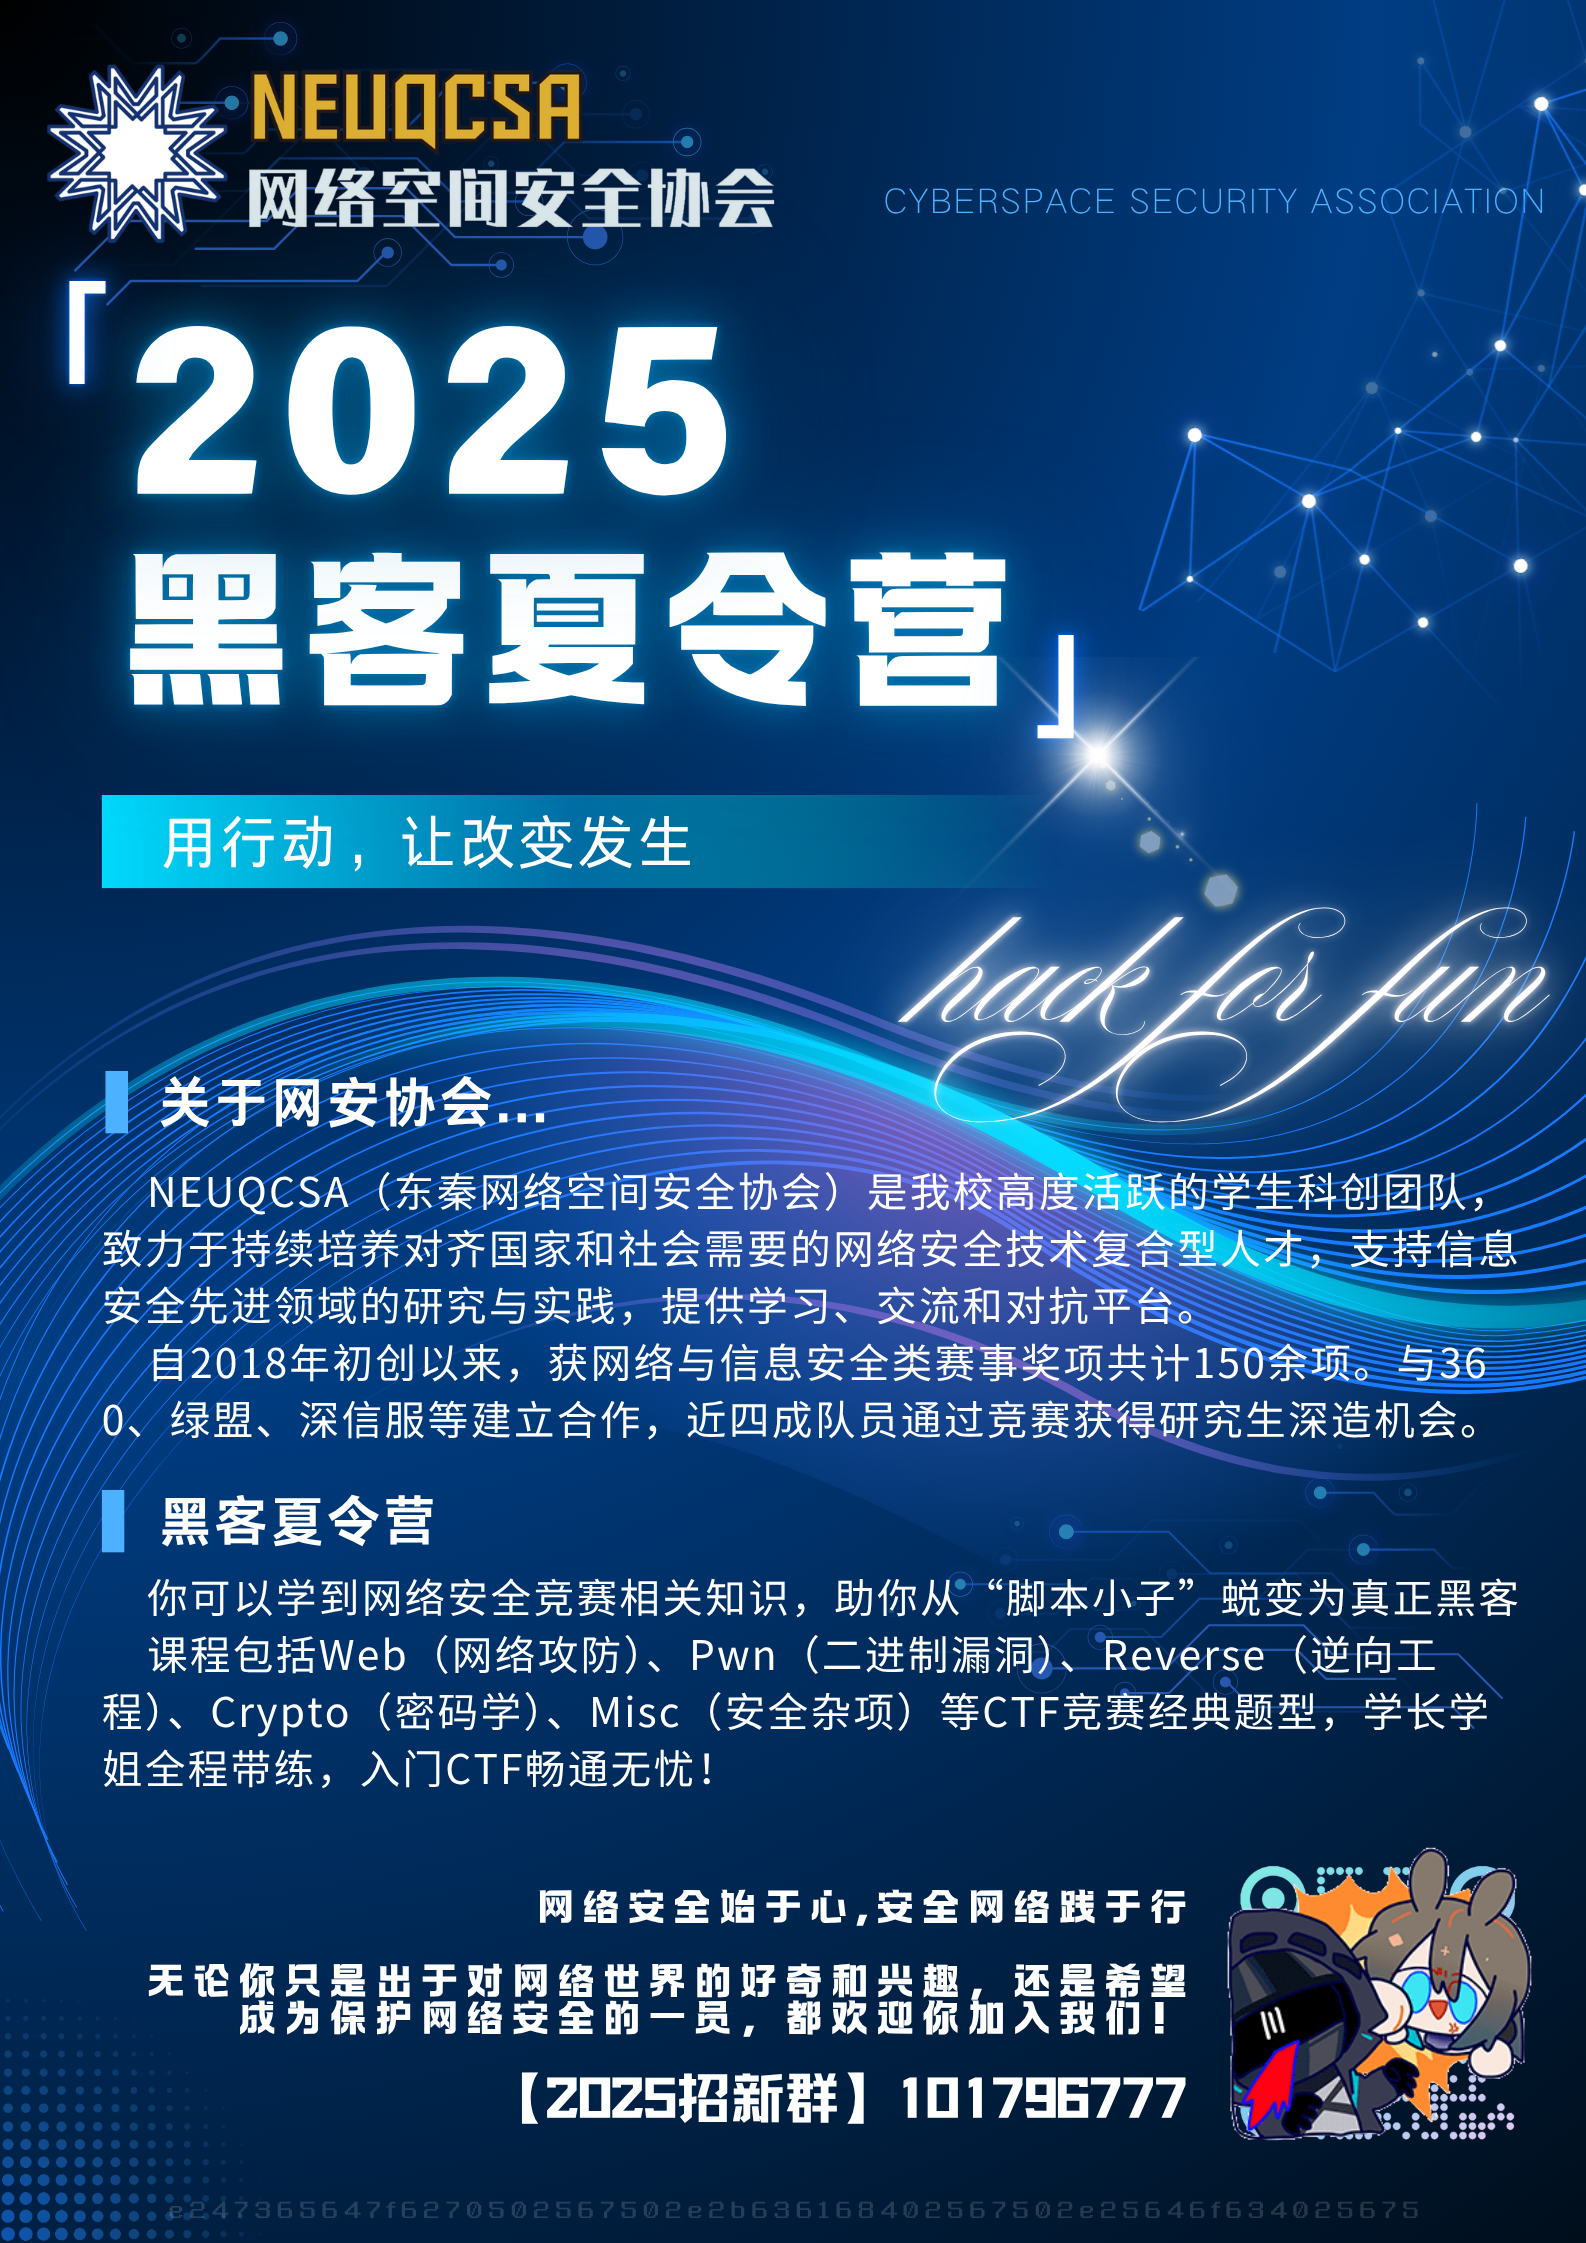 NEUQCSA
网络空间安全协会
CYBERSPACE SECURITY ASSOCIATION
「2025
黑客夏令营」
用行动，让改变发生
hack for fun
关于网安协会...
NEUQCSA（东秦网络空间安全协会）是我校高度活跃的学生科创团队，
致力于持续培养对齐国家和社会需要的网络安全技术复合型人才，支持信息
安全先进领域的研究与实践，提供学习、交流和对抗平台。
自2018年初创以来，获网络与信息安全类赛事奖项共计150余项。与36
0、绿盟、深信服等建立合作，近四成队员通过竞赛获得研究生深造机会。
黑客夏令营
你可以学到网络安全竞赛相关知识，助你从“脚本小子”蜕变为真正黑客
课程包括Web（网络攻防）、Pwn（二进制漏洞）、Reverse（逆向工
程）、Crypto（密码学）、Misc（安全杂项）等CTF竞赛经典题型，学长学
姐全程带练，入门CTF畅通无忧！
网络安全始于心,安全网络践于行
无论你只是出于对网络世界的好奇和兴趣，还是希望
成为保护网络安全的一员，都欢迎你加入我们！
【2025招新群】101796777
e247365647f6270502567502e2b636168402567502e25646f634025675